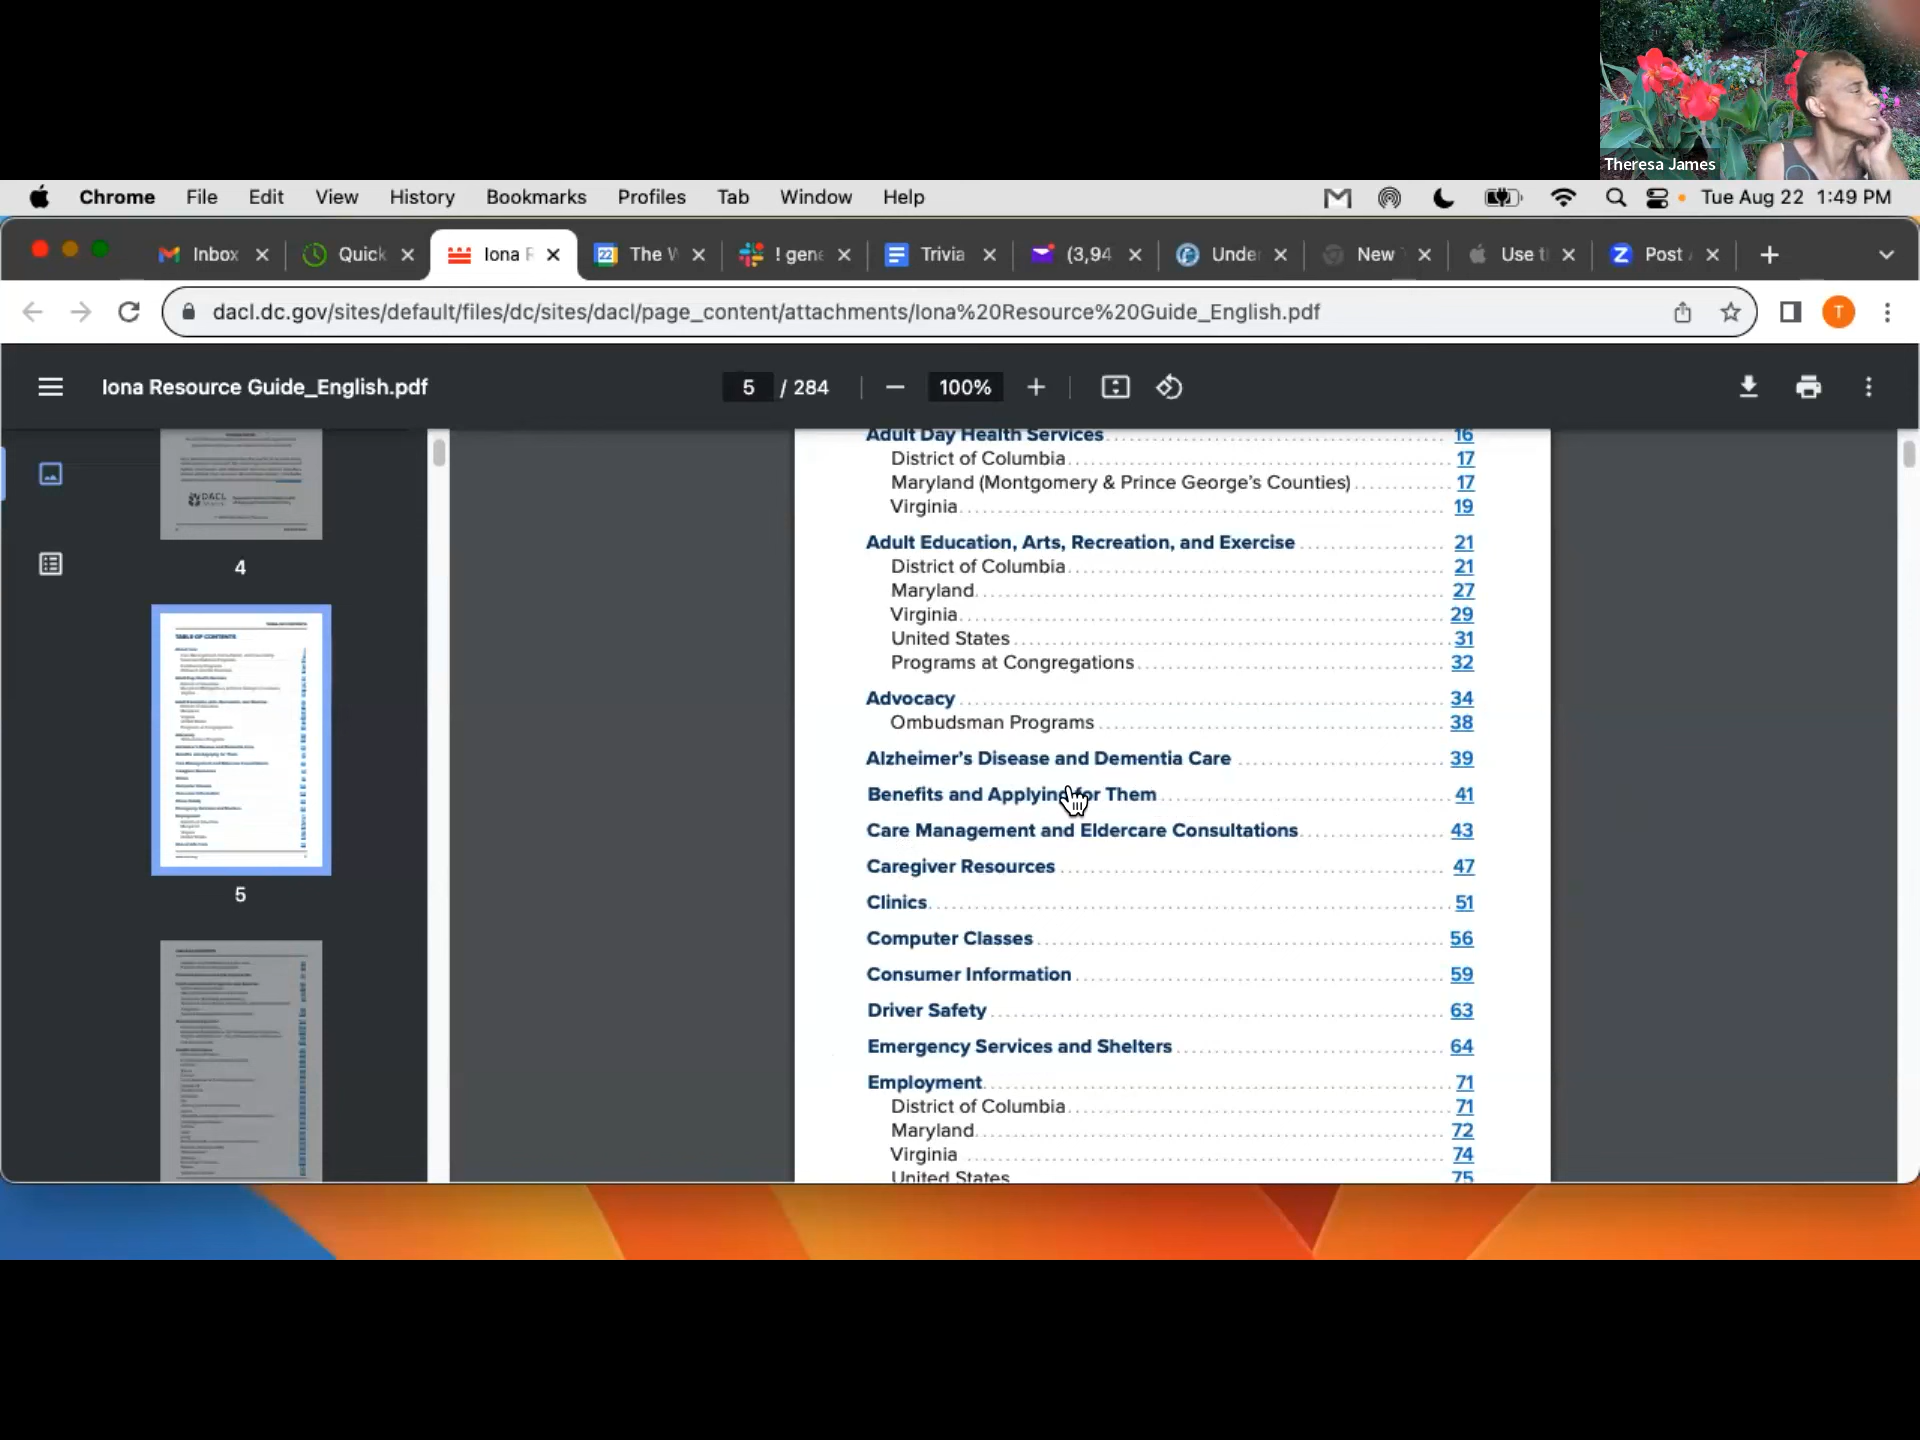 Theresa James
Chrome File Edit View History Bookmarks Profiles Tab Window Help Tue Aug 22 1:49 PM
Inbox Quick Iona R 22 The W ! gene Trivia (3,94 Under New Use t Post
dacl.dc.gov/sites/default/files/dc/sites/dacl/page_content/attachments/Iona%20Resource%20Guide_English.pdf T
Iona Resource Guide_English.pdf 5 / 284 100%
DACL
4
TABLE OF CONTENTS
5
Adult Day Health Services 16
District of Columbia 17
Maryland (Montgomery & Prince George's Counties) 17
Virginia 19
Adult Education, Arts, Recreation, and Exercise 21
District of Columbia 21
Maryland 27
Virginia 29
United States 31
Programs at Congregations 32
Advocacy 34
Ombudsman Programs 38
Alzheimer's Disease and Dementia Care 39
Benefits and Applying for Them 41
Care Management and Eldercare Consultations 43
Caregiver Resources 47
Clinics 51
Computer Classes 56
Consumer Information 59
Driver Safety 63
Emergency Services and Shelters 64
Employment 71
District of Columbia 71
Maryland 72
Virginia 74
United States 75